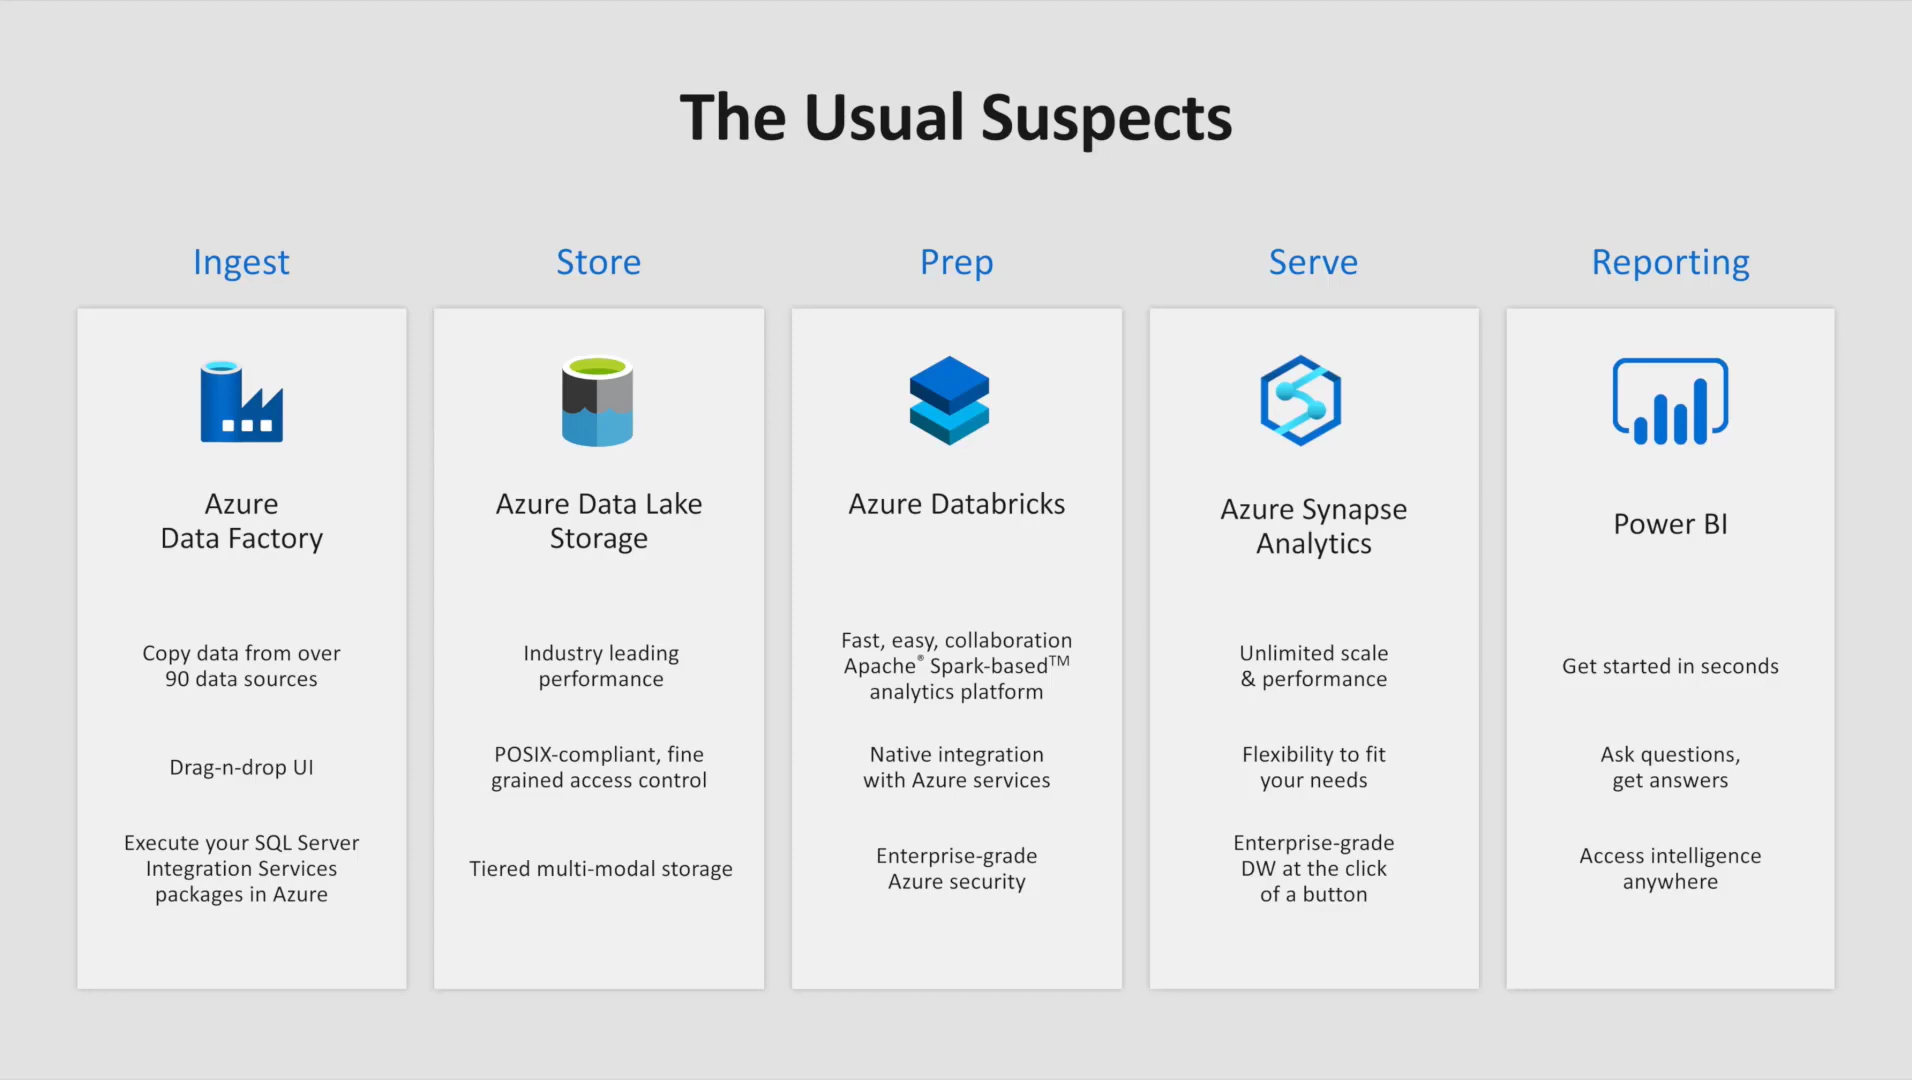 The Usual Suspects
Ingest
Azure
Data Factory
Copy data from over
90 data sources
Drag-n-drop UI
Execute your SQL Server
Integration Services
packages in Azure
Store
Azure Data Lake
Storage
Industry leading
performance
POSIX-compliant, fine
grained access control
Tiered multi-modal storage
Prep
Azure Databricks
Fast, easy, collaboration
Apache® Spark-based™
analytics platform
Native integration
with Azure services
Enterprise-grade
Azure security
Serve
Azure Synapse
Analytics
Unlimited scale
& performance
Flexibility to fit
your needs
Enterprise-grade
DW at the click
of a button
Reporting
Power BI
Get started in seconds
Ask questions,
get answers
Access intelligence
anywhere